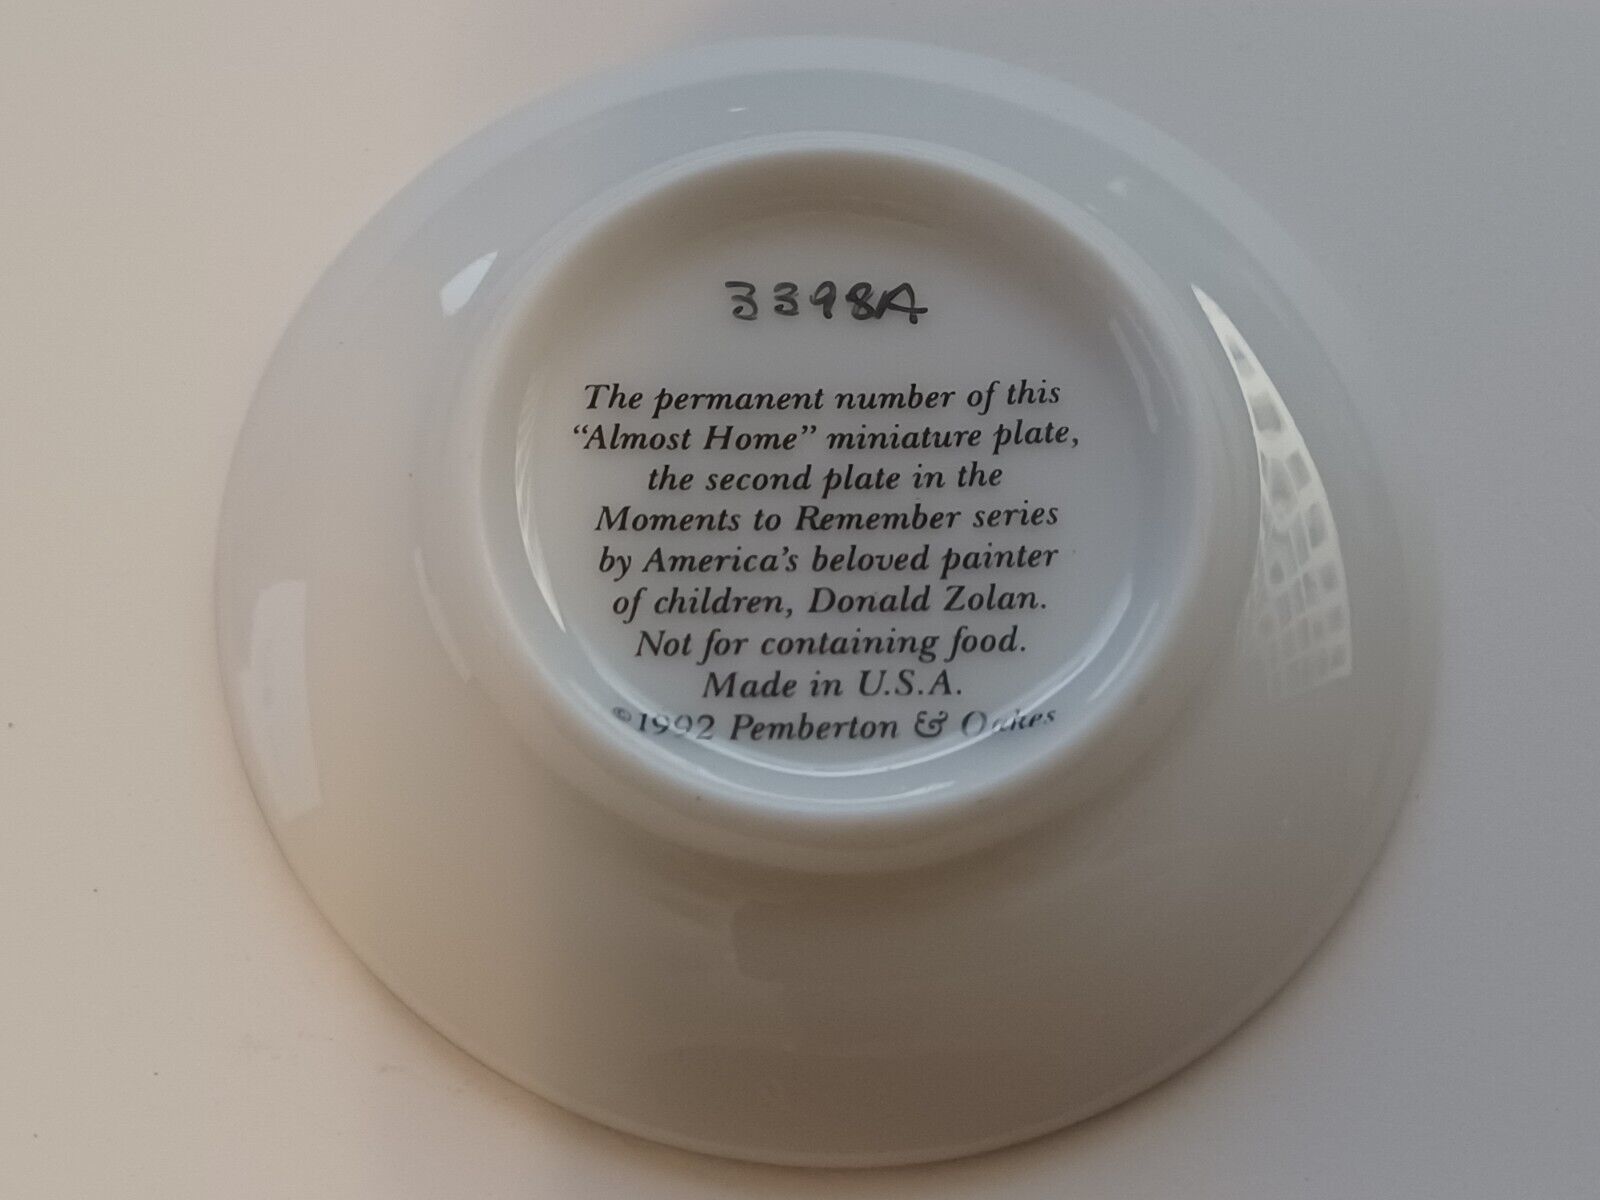 3398A
The permanent number of this
“Almost Home” miniature plate,
the second plate in the
Moments to Remember series
by America’s beloved painter
of children, Donald Zolan.
Not for containing food.
Made in U.S.A.
©1992 Pemberton & Oakes